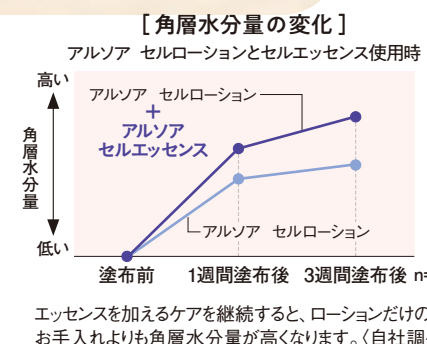 ［角層水分量の変化］
アルソア セルローションとセルエッセンス使用時
高い
アルソア セルローション
＋
アルソア
セルエッセンス
角層水分量
アルソア セルローション
低い
塗布前 1週間塗布後 3週間塗布後 n=
エッセンスを加えるケアを継続すると、ローションだけの
お手入れよりも角層水分量が高くなります。〈自社調